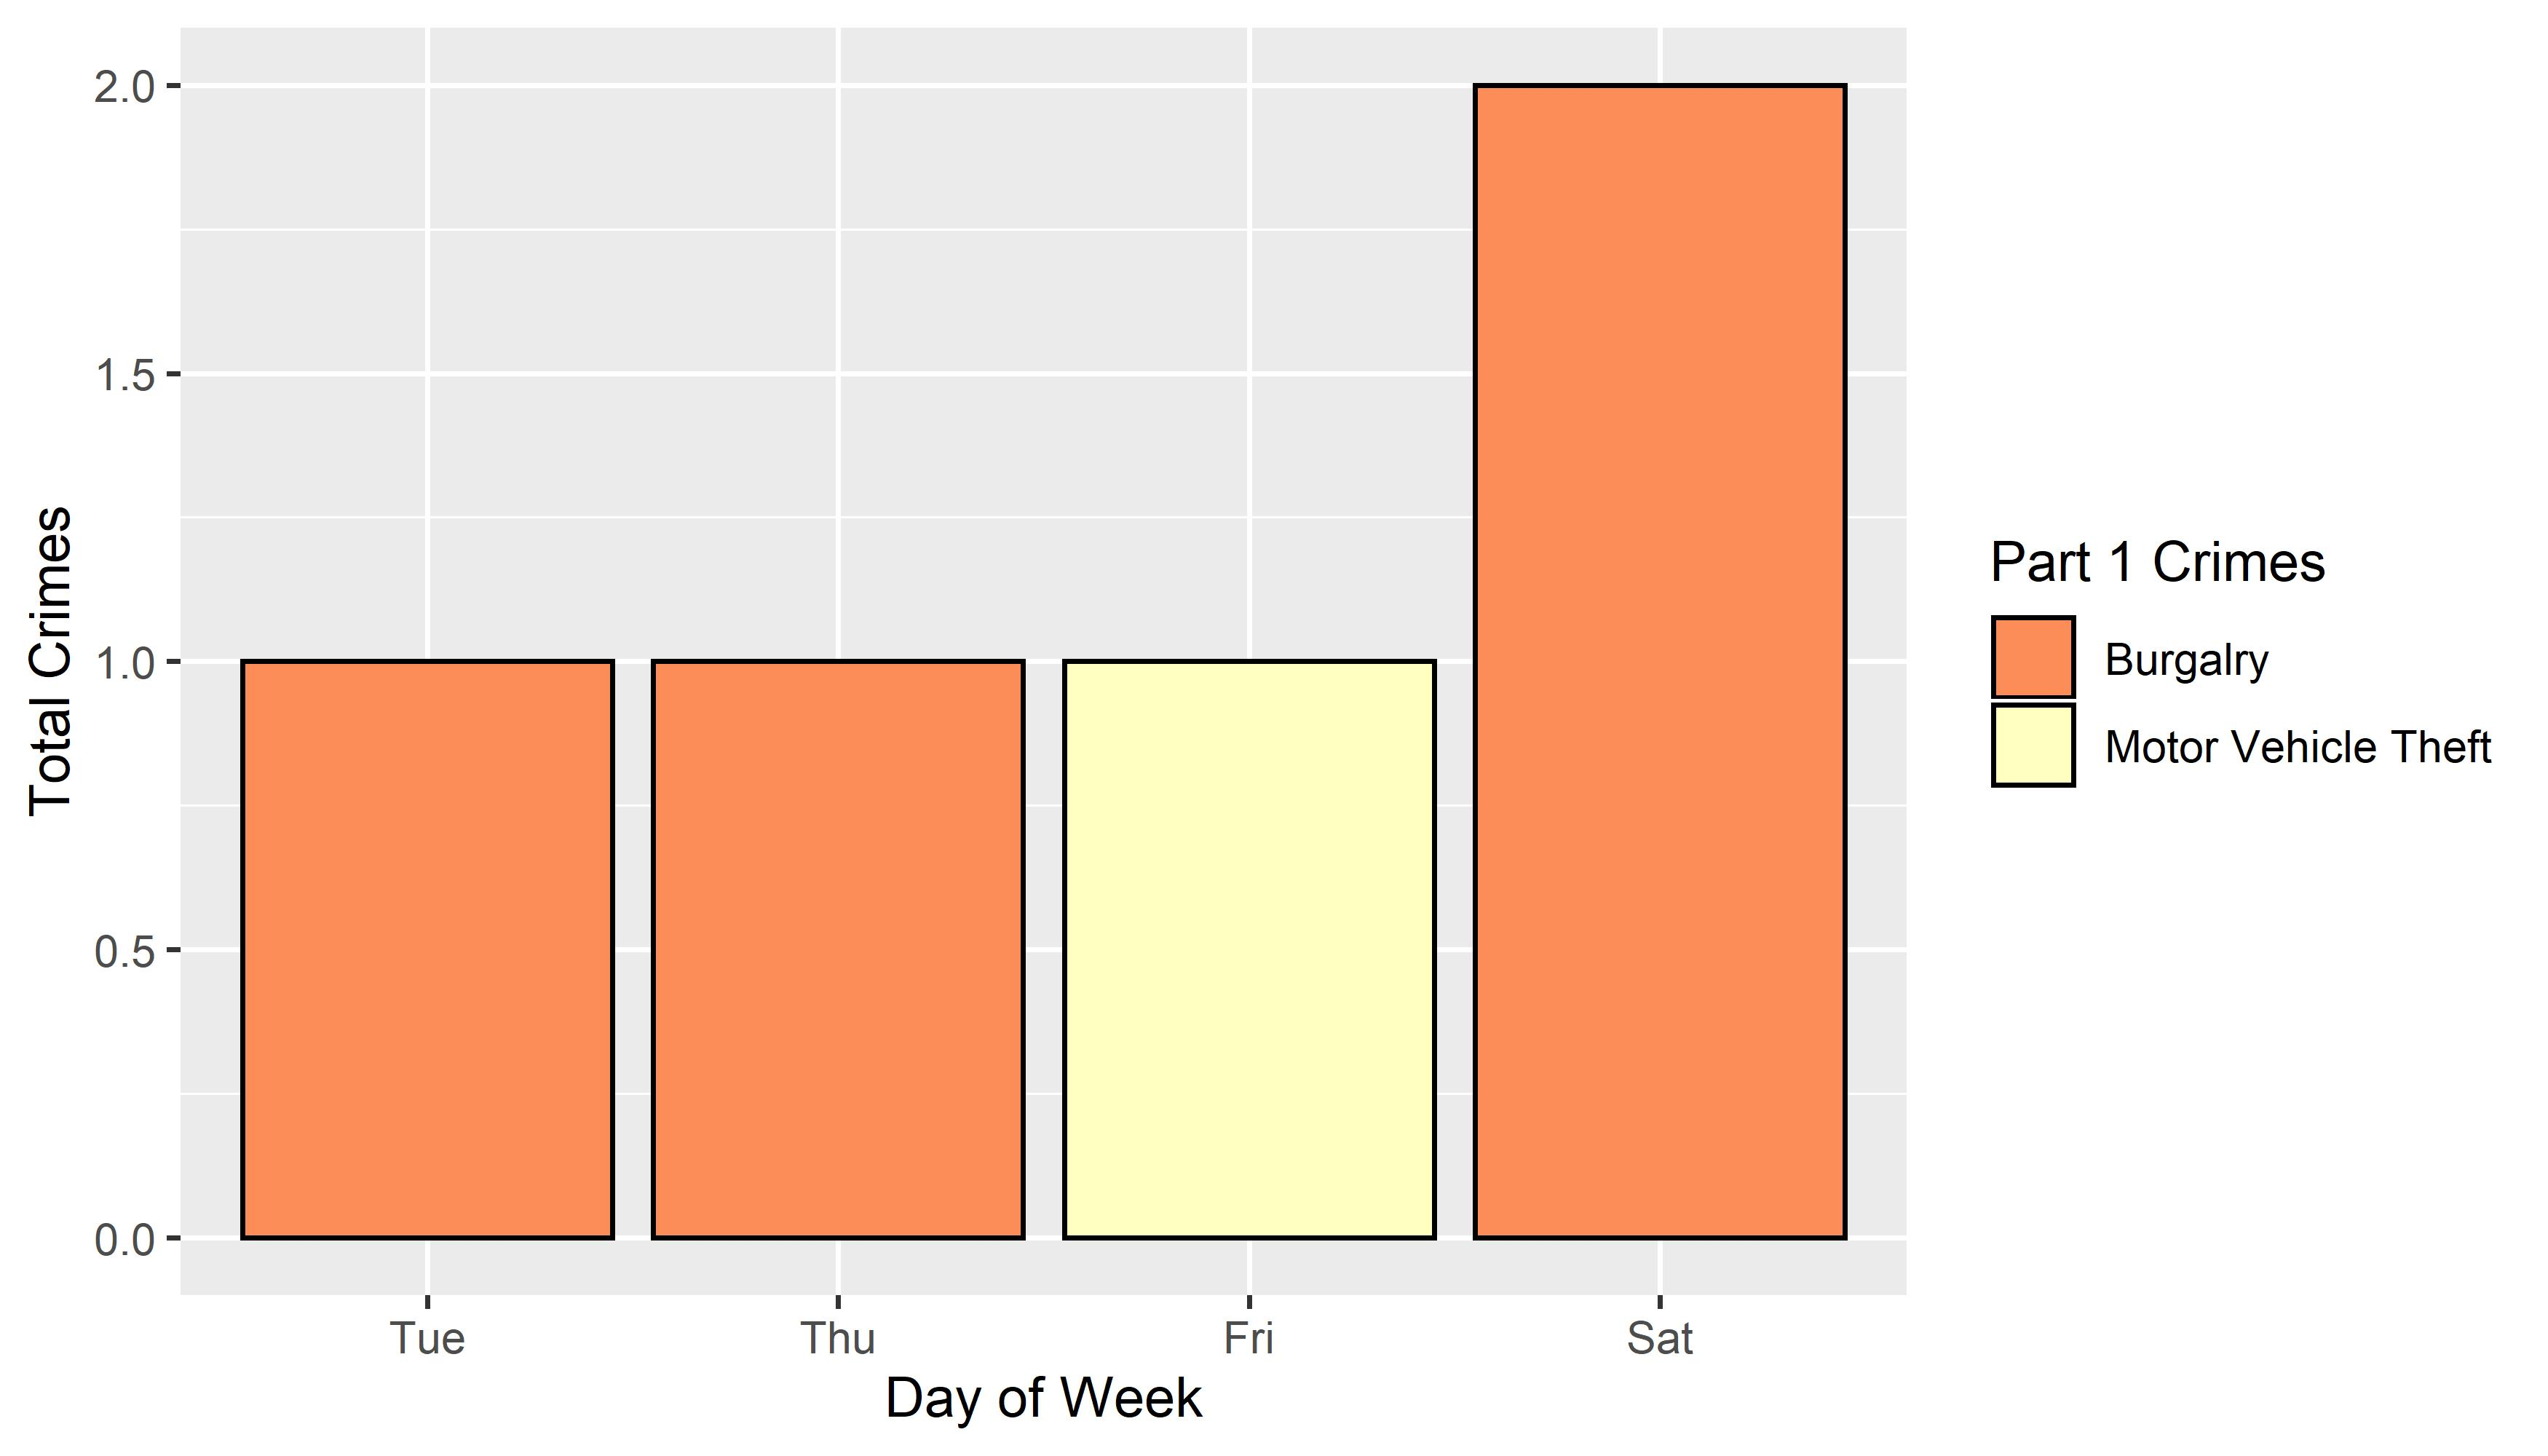 2.0
1.5
1.0
0.5
0.0
Total Crimes
Tue Thu Fri Sat
Day of Week
Part 1 Crimes
Burgalry
Motor Vehicle Theft